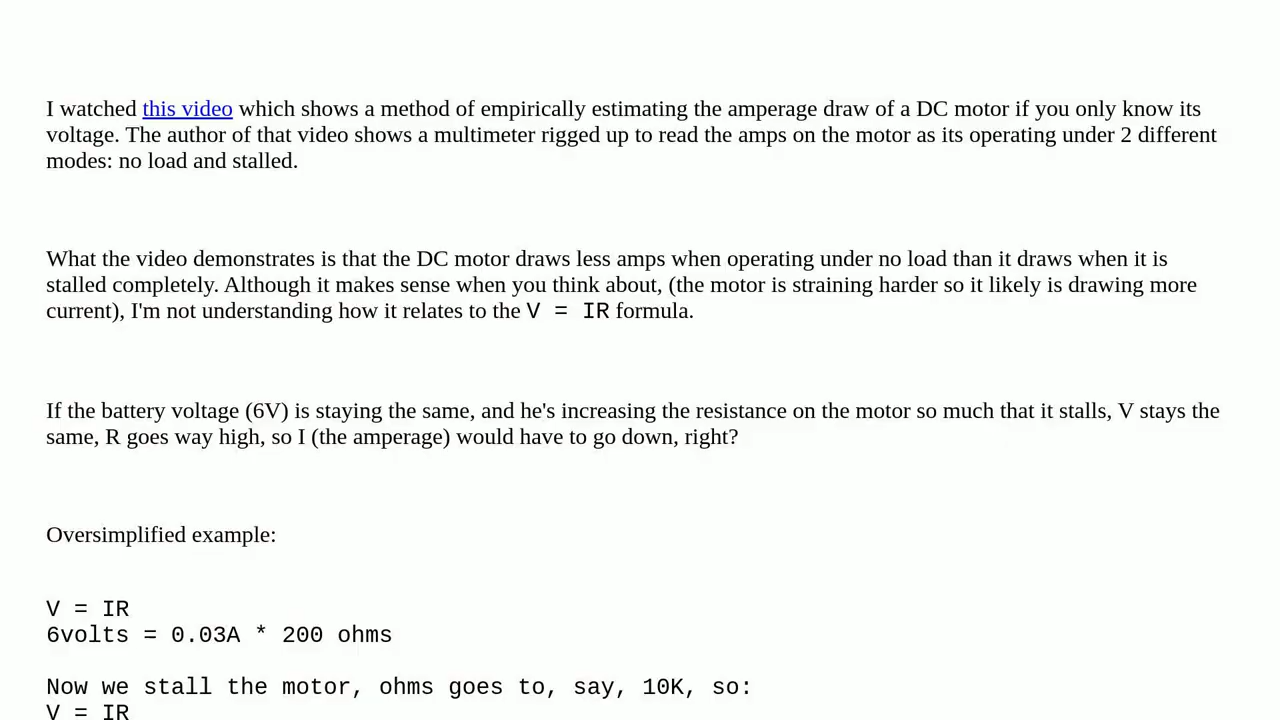 I watched this video which shows a method of empirically estimating the amperage draw of a DC motor if you only know its
voltage. The author of that video shows a multimeter rigged up to read the amps on the motor as its operating under 2 different
modes: no load and stalled.
What the video demonstrates is that the DC motor draws less amps when operating under no load than it draws when it is
stalled completely. Although it makes sense when you think about, (the motor is straining harder so it likely is drawing more
current), I'm not understanding how it relates to the V = IR formula.
If the battery voltage (6V) is staying the same, and he's increasing the resistance on the motor so much that it stalls, V stays the
same, R goes way high, so I (the amperage) would have to go down, right?
Oversimplified example:
V = IR
6volts = 0.03A * 200 ohms
Now we stall the motor, ohms goes to, say, 10K, so:
V = IR